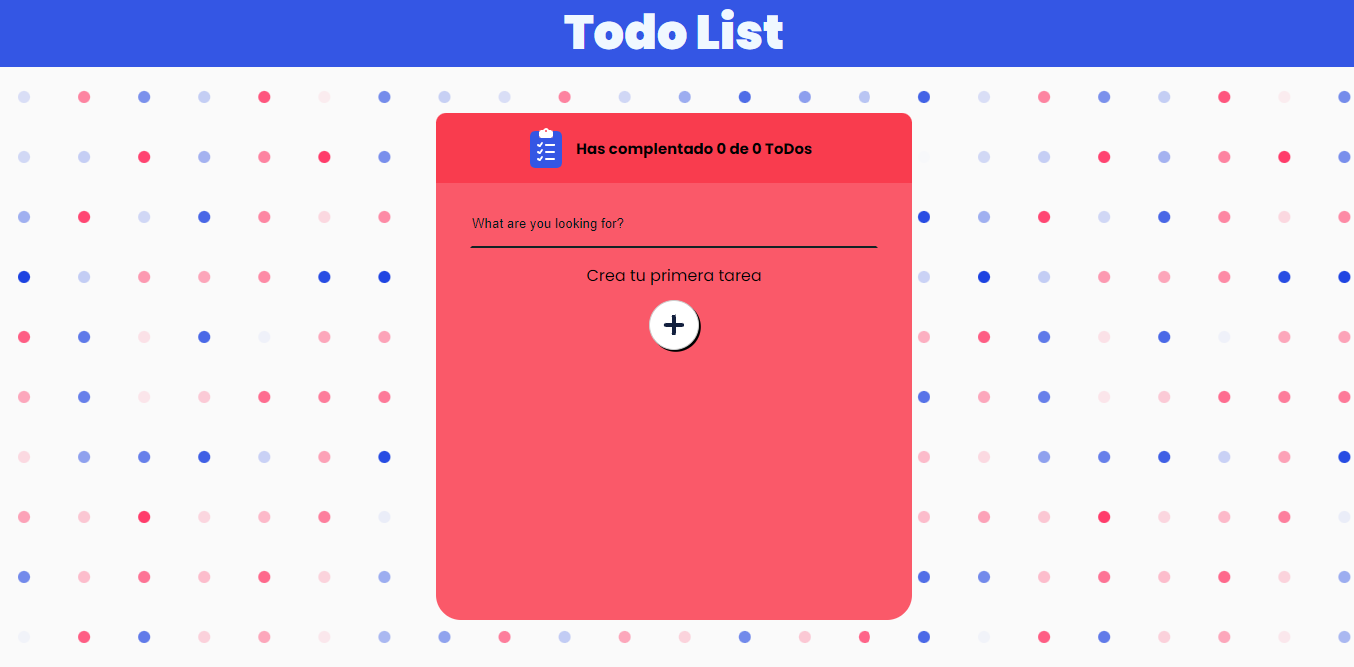 Todo List
Has complentado 0 de 0 ToDos
What are you looking for?
Crea tu primera tarea